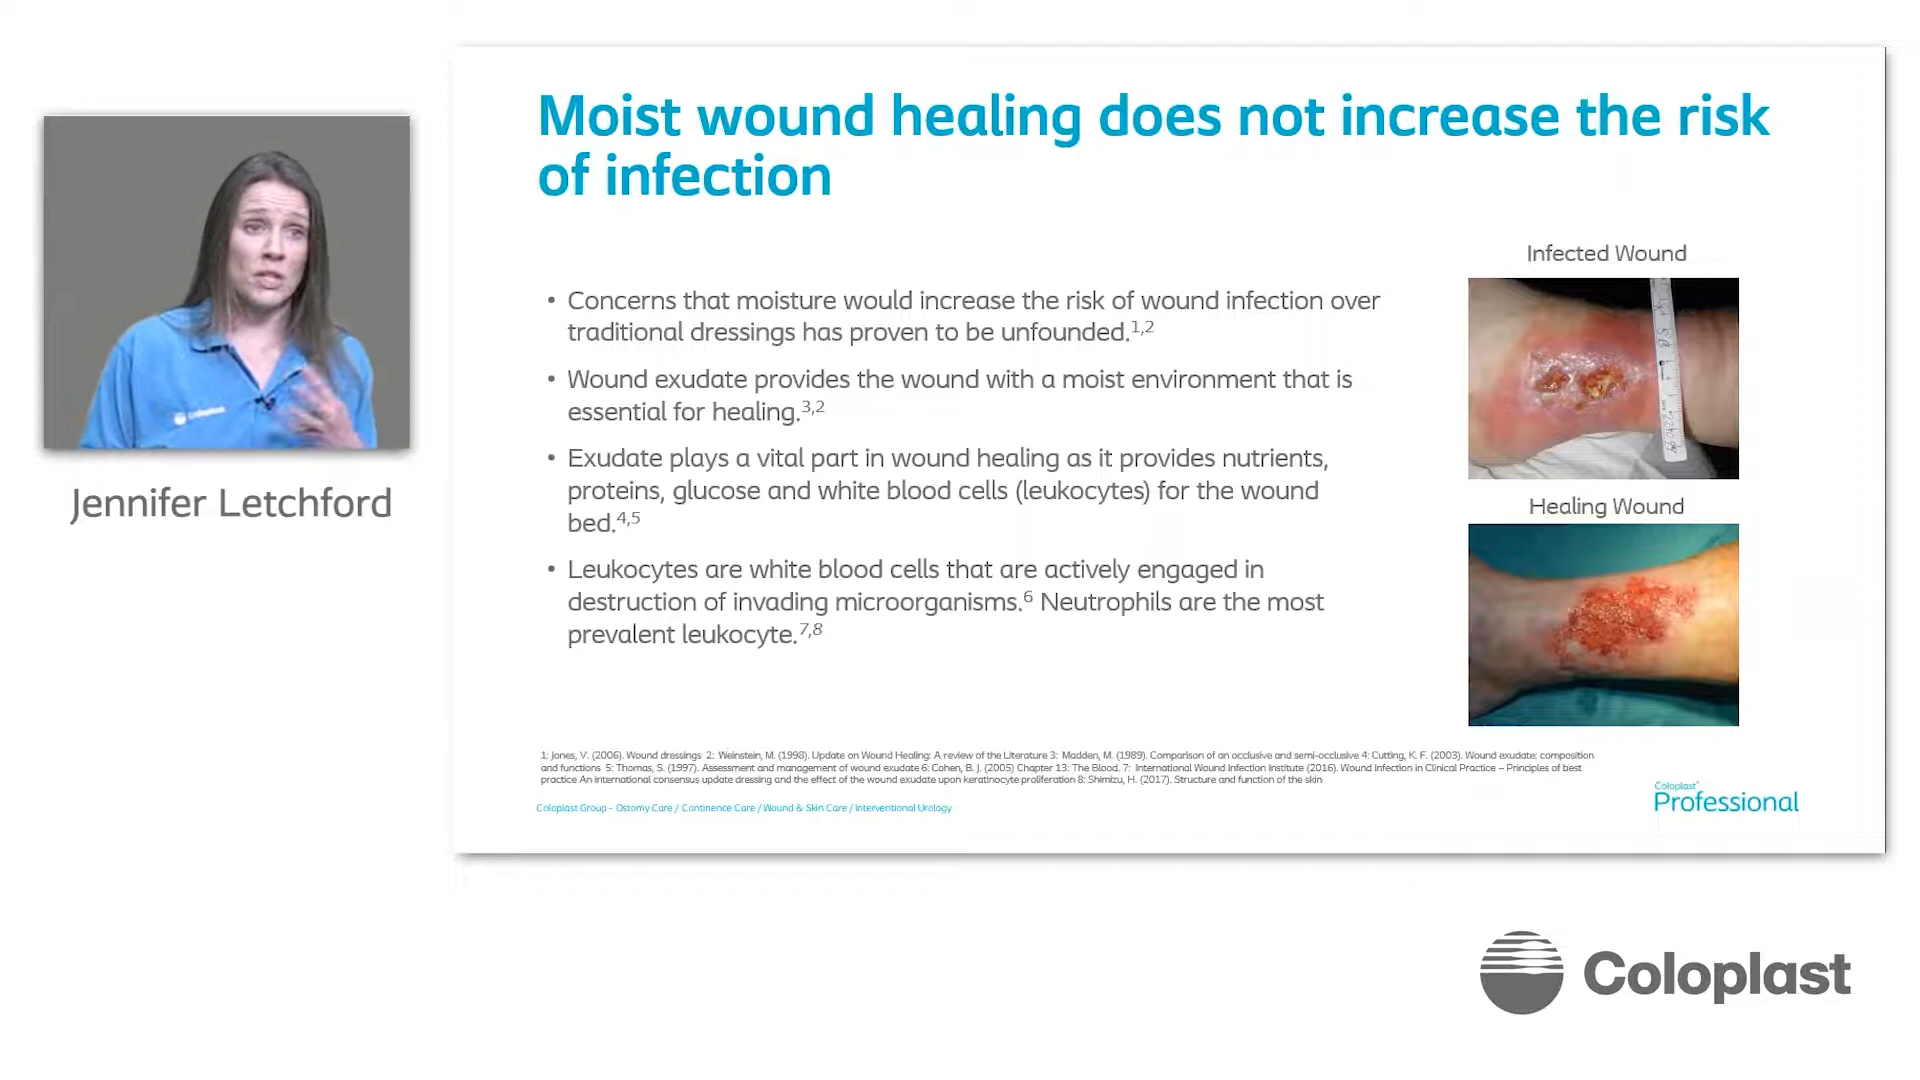 Moist wound healing does not increase the risk
of infection
Infected Wound
• Concerns that moisture would increase the risk of wound infection over
traditional dressings has proven to be unfounded.1,2
• Wound exudate provides the wound with a moist environment that is
essential for healing.3,2
• Exudate plays a vital part in wound healing as it provides nutrients,
proteins, glucose and white blood cells (leukocytes) for the wound
bed.4,5
Healing Wound
• Leukocytes are white blood cells that are actively engaged in
destruction of invading microorganisms.6 Neutrophils are the most
prevalent leukocyte.7,8
Coloplast
Jennifer Letchford
1: Jones, V. (2006). Wound dressings 2: Weinstein, M. (1998). Update on Wound Healing: A review of the Literature 3: Madden, M. (1989). Comparison of an occlusive and semi-occlusive 4: Cutting, K. F. (2003). Wound exudate: composition
and functions 5: Thomas, S. (1997). Assessment and management of wound exudate 6: Cohen, B. J. (2005) Chapter 13: The Blood. 7: International Wound Infection Institute (2016). Wound Infection in Clinical Practice – Principles of best
practice An international consensus update dressing and the effect of the wound exudate upon keratinocyte proliferation 8: Shimizu, H. (2017). Structure and function of the skin
Coloplast Group - Ostomy Care / Continence Care / Wound & Skin Care / Interventional Urology
Coloplast®
Professional
Coloplast